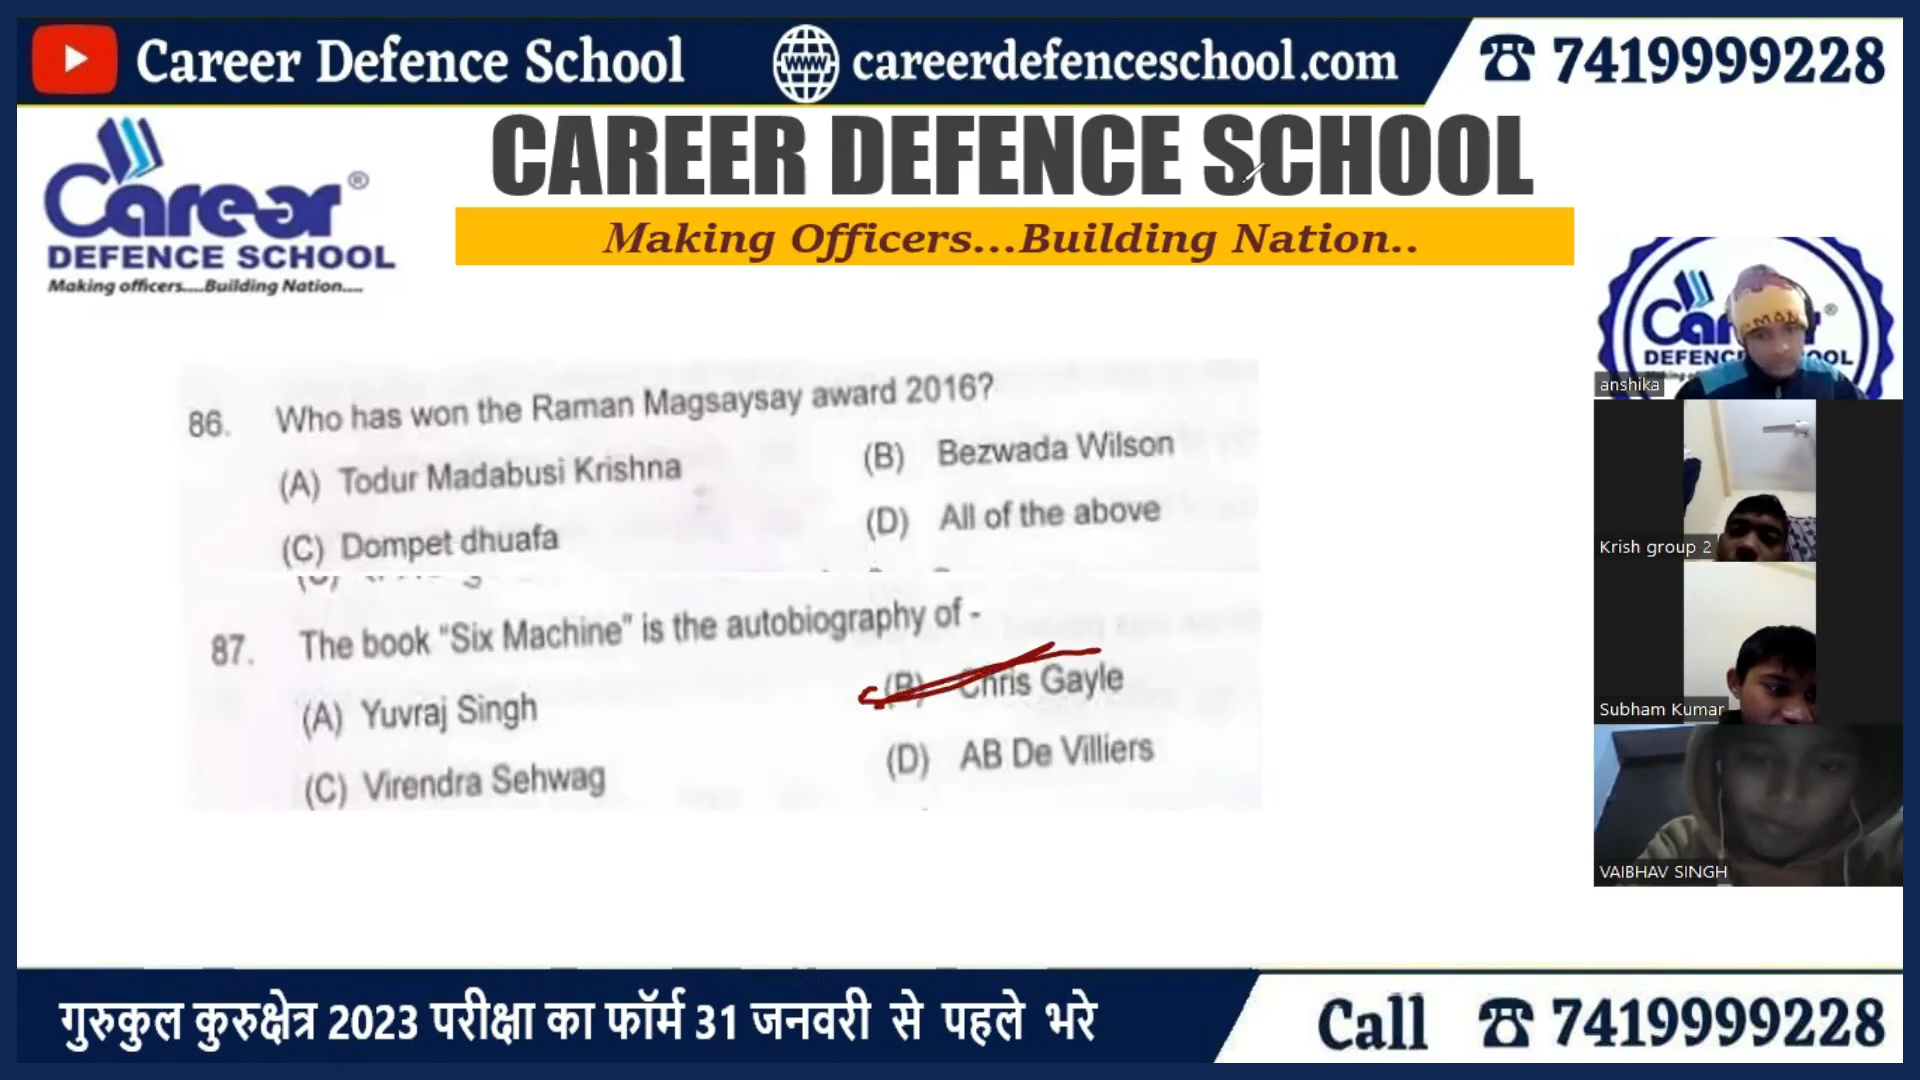 Career Defence School
www
careerdefenceschool.com
7419999228
CAREER DEFENCE SCHOOL
Making Officers...Building Nation..
Career ®
DEFENCE SCHOOL
Making officers....Building Nation....
86. Who has won the Raman Magsaysay award 2016?
(A) Todur Madabusi Krishna
(B) Bezwada Wilson
(C) Dompet dhuafa
(D) All of the above
87. The book "Six Machine" is the autobiography of -
(A) Yuvraj Singh
(B) Chris Gayle
(C) Virendra Sehwag
(D) AB De Villiers
anshika
Krish group 2
Subham Kumar
VAIBHAV SINGH
गुरुकुल कुरुक्षेत्र 2023 परीक्षा का फॉर्म 31 जनवरी से पहले भरे
Call 7419999228